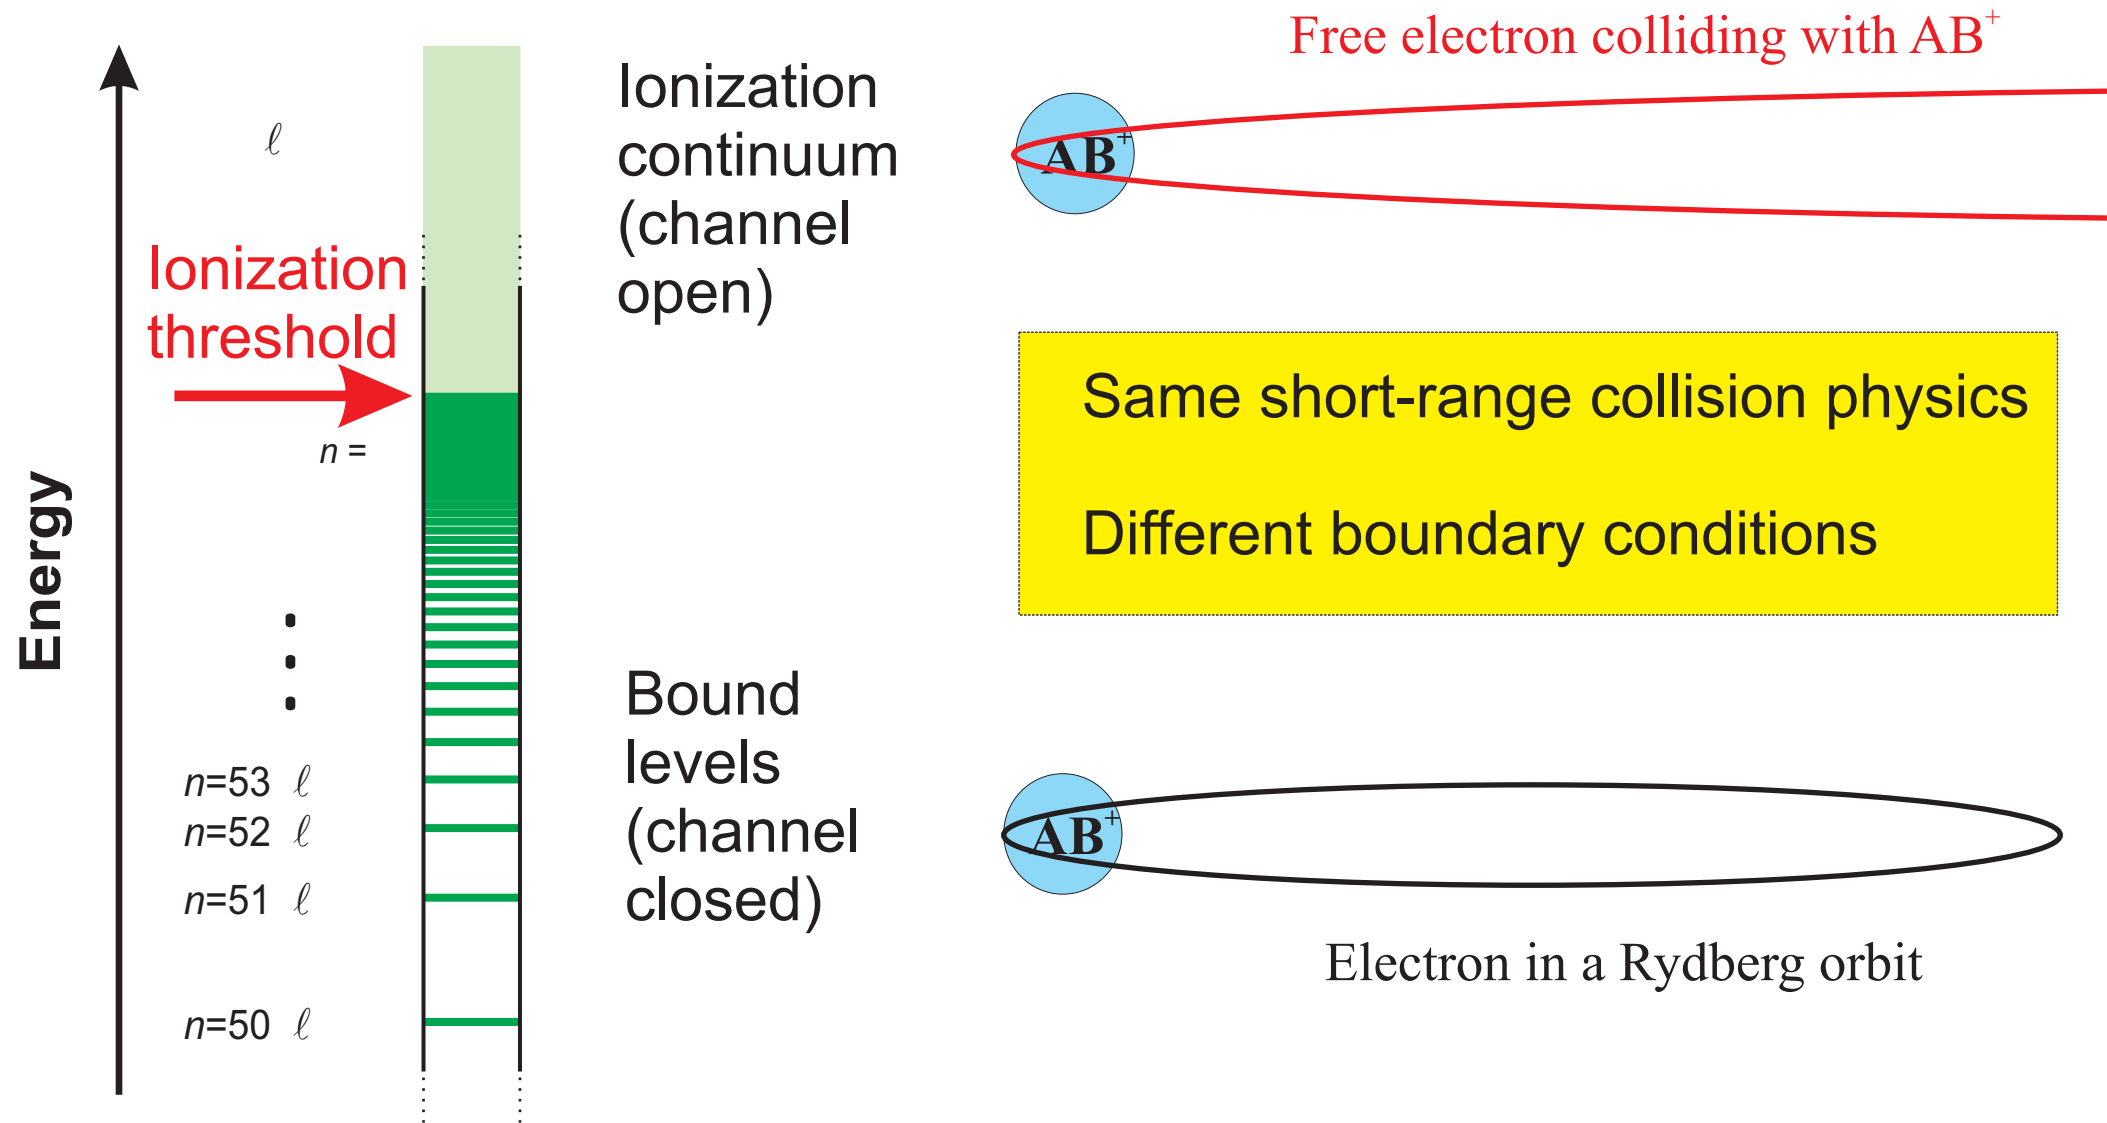 Energy
ℓ
Ionization
threshold
n =
n=53 ℓ
n=52 ℓ
n=51 ℓ
n=50 ℓ
Ionization
continuum
(channel
open)
Bound
levels
(channel
closed)
Free electron colliding with AB⁺
AB⁺
Same short-range collision physics
Different boundary conditions
AB⁺
Electron in a Rydberg orbit